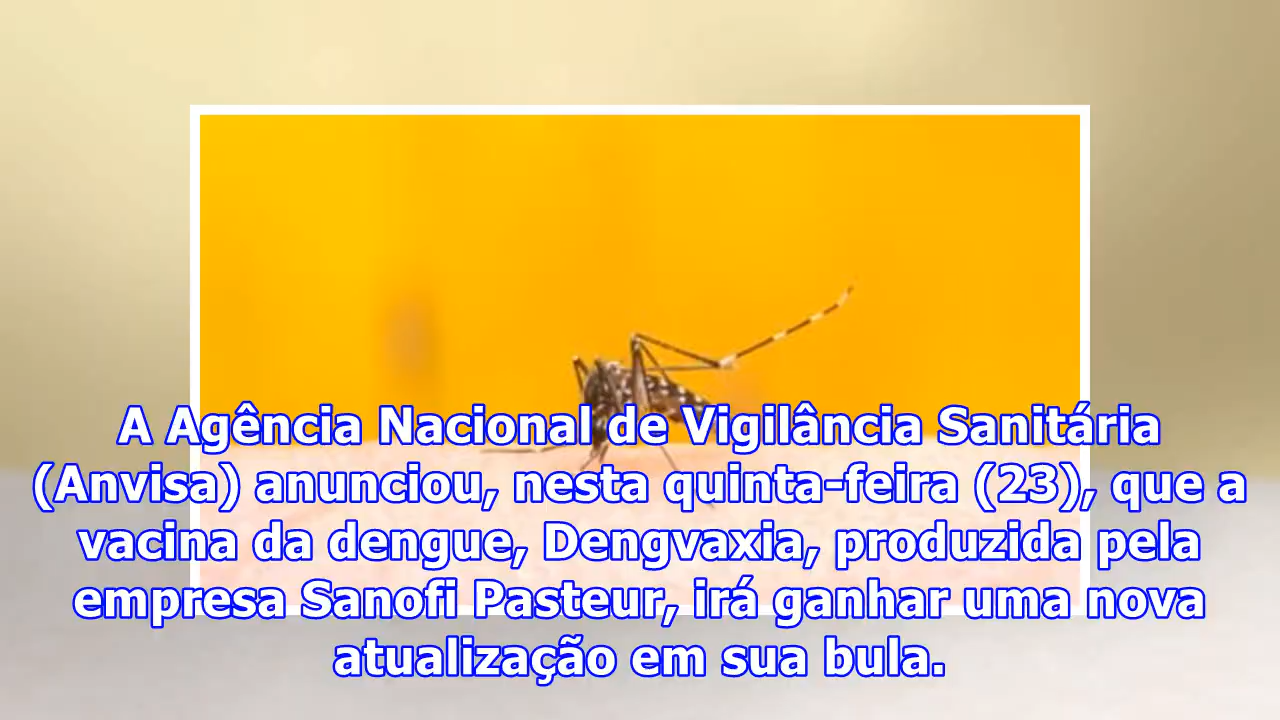 A Agência Nacional de Vigilância Sanitária
(Anvisa) anunciou, nesta quinta-feira (23), que a
vacina da dengue, Dengvaxia, produzida pela
empresa Sanofi Pasteur, irá ganhar uma nova
atualização em sua bula.